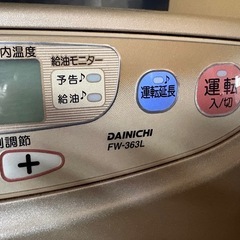 内温度
給油モニター
予告
給油
運転延長
運転
入/切
調節
+
DAINICHI
FW-363L